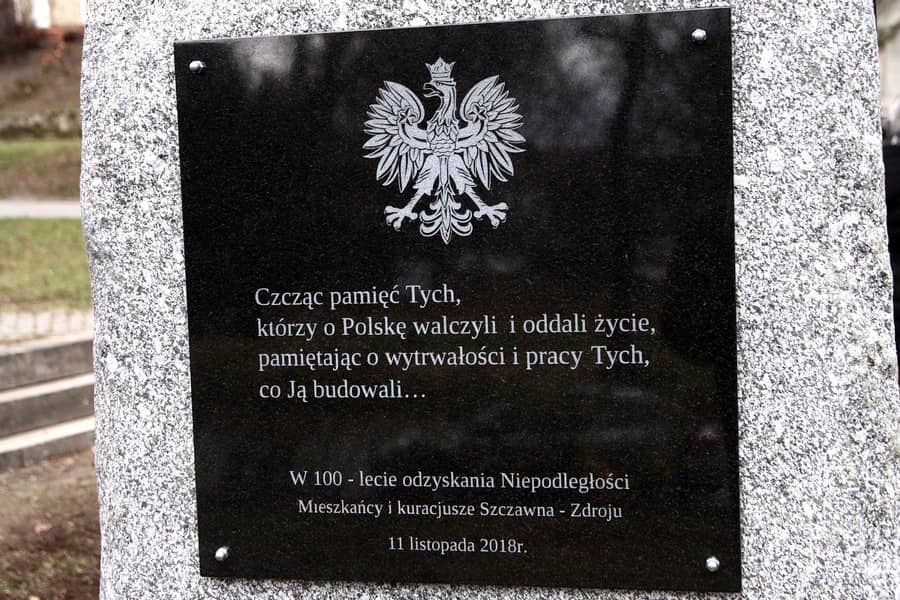 Czcząc pamięć Tych,
którzy o Polskę walczyli i oddali życie,
pamiętając o wytrwałości i pracy Tych,
co Ją budowali...
W 100 - lecie odzyskania Niepodległości
Mieszkańcy i kuracjusze Szczawna - Zdroju
11 listopada 2018r.